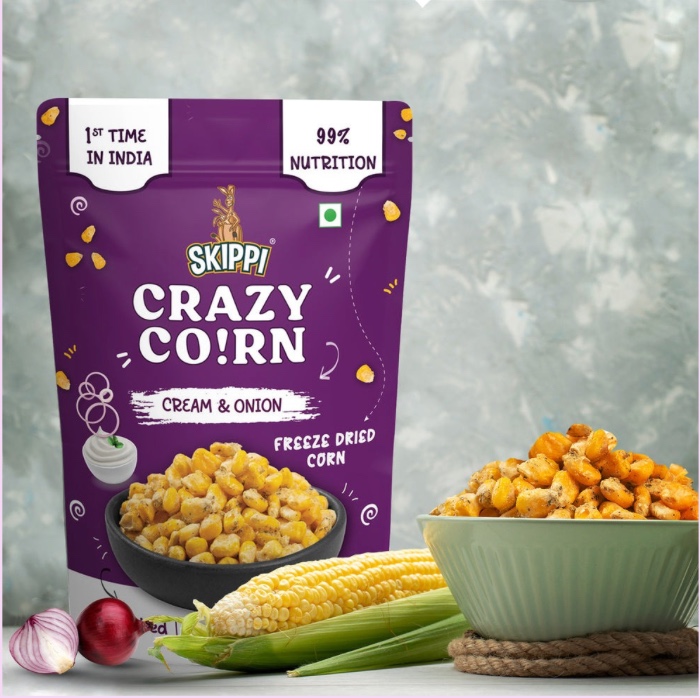 1ST TIME
IN INDIA
99%
NUTRITION
SKIPPI®
CRAZY
CO!RN
CREAM & ONION
FREEZE DRIED
CORN